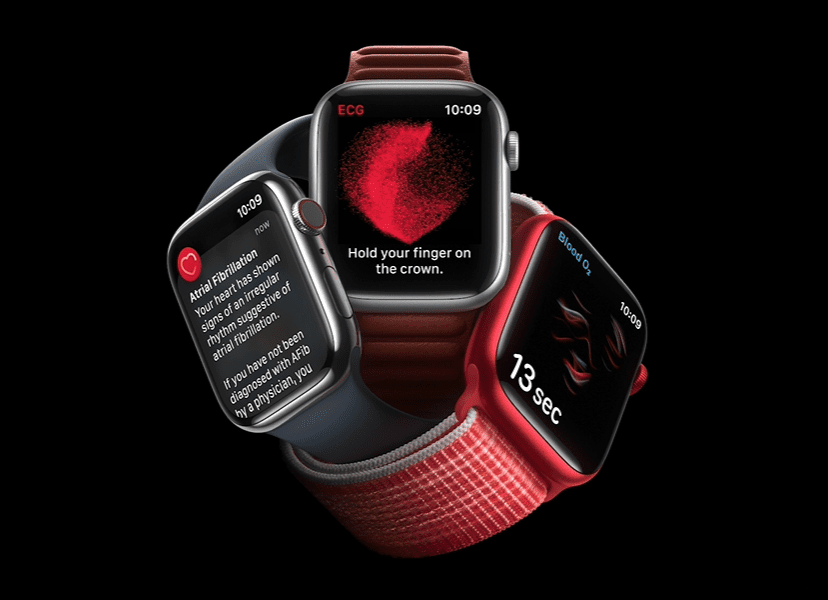 ECG
10:09
Hold your finger on
the crown.
10:09
now
Atrial Fibrillation
Your heart has shown
signs of an irregular
rhythm suggestive of
atrial fibrillation.
If you have not been
diagnosed with AFib
by a physician, you
Blood O₂
10:09
13 sec